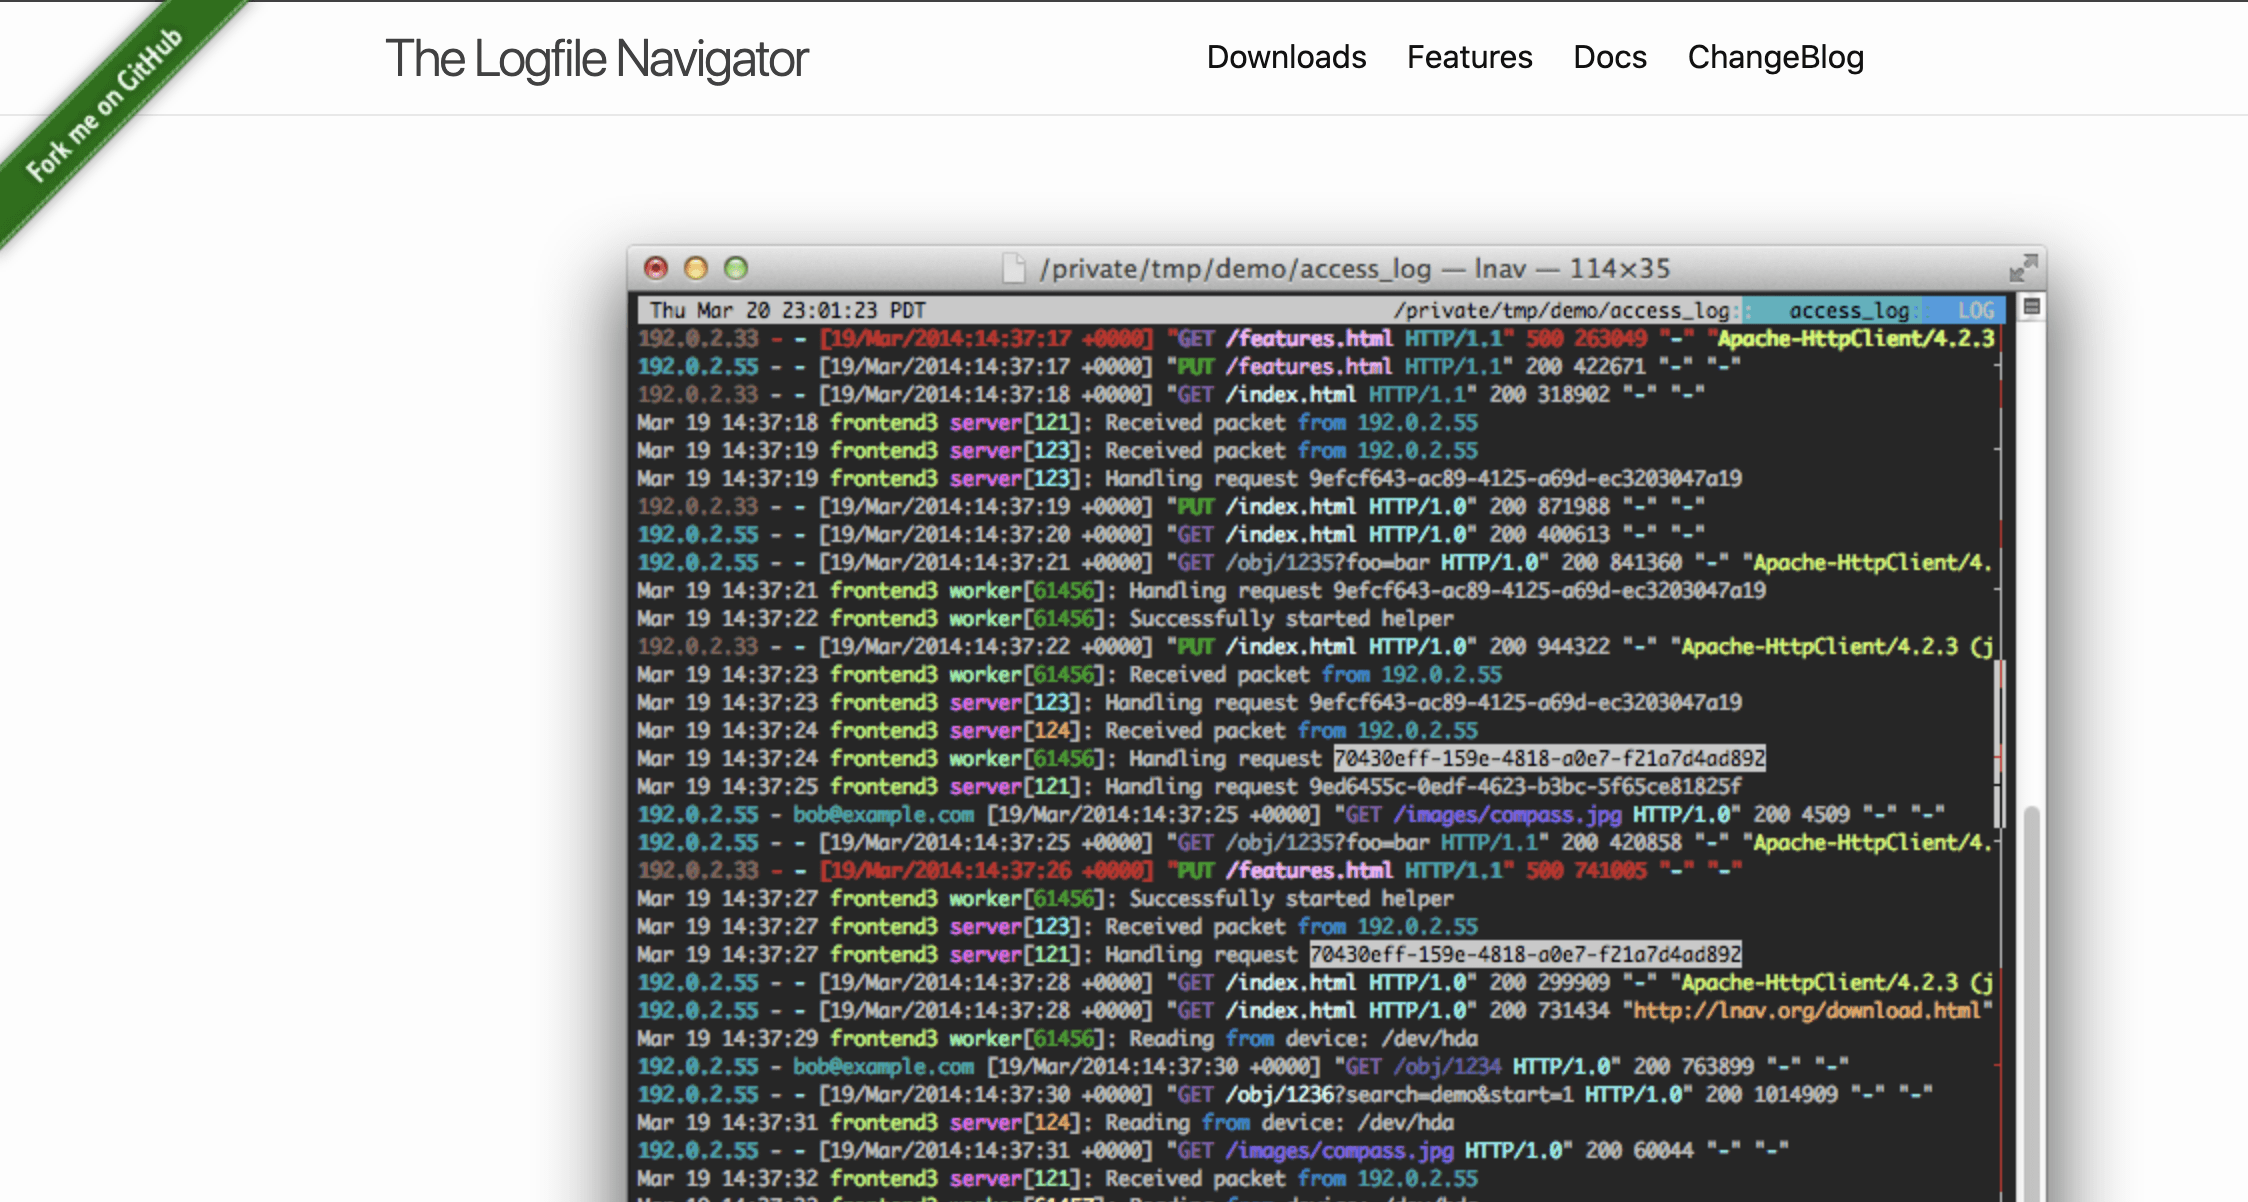 Fork me on GitHub
The Logfile Navigator
Downloads Features Docs ChangeBlog
/private/tmp/demo/access_log — lnav — 114×35
Thu Mar 20 23:01:23 PDT /private/tmp/demo/access_log:: access_log: LOG
192.0.2.33 - - [19/Mar/2014:14:37:17 +0000] "GET /features.html HTTP/1.1" 500 263049 "-" "Apache-HttpClient/4.2.3
192.0.2.55 - - [19/Mar/2014:14:37:17 +0000] "PUT /features.html HTTP/1.1" 200 422671 "-" "-"
192.0.2.33 - - [19/Mar/2014:14:37:18 +0000] "GET /index.html HTTP/1.1" 200 318902 "-" "-"
Mar 19 14:37:18 frontend3 server[121]: Received packet from 192.0.2.55
Mar 19 14:37:19 frontend3 server[123]: Received packet from 192.0.2.55
Mar 19 14:37:19 frontend3 server[123]: Handling request 9efcf643-ac89-4125-a69d-ec3203047a19
192.0.2.33 - - [19/Mar/2014:14:37:19 +0000] "PUT /index.html HTTP/1.0" 200 871988 "-" "-"
192.0.2.55 - - [19/Mar/2014:14:37:20 +0000] "GET /index.html HTTP/1.0" 200 400613 "-" "-"
192.0.2.55 - - [19/Mar/2014:14:37:21 +0000] "GET /obj/1235?foo=bar HTTP/1.0" 200 841360 "-" "Apache-HttpClient/4.
Mar 19 14:37:21 frontend3 worker[61456]: Handling request 9efcf643-ac89-4125-a69d-ec3203047a19
Mar 19 14:37:22 frontend3 worker[61456]: Successfully started helper
192.0.2.33 - - [19/Mar/2014:14:37:22 +0000] "PUT /index.html HTTP/1.0" 200 944322 "-" "Apache-HttpClient/4.2.3 (j
Mar 19 14:37:23 frontend3 worker[61456]: Received packet from 192.0.2.55
Mar 19 14:37:23 frontend3 server[123]: Handling request 9efcf643-ac89-4125-a69d-ec3203047a19
Mar 19 14:37:24 frontend3 server[124]: Received packet from 192.0.2.55
Mar 19 14:37:24 frontend3 worker[61456]: Handling request 70430eff-159e-4818-a0e7-f21a7d4ad892
Mar 19 14:37:25 frontend3 server[121]: Handling request 9ed6455c-0edf-4623-b3bc-5f65ce81825f
192.0.2.55 - bob@example.com [19/Mar/2014:14:37:25 +0000] "GET /images/compass.jpg HTTP/1.0" 200 4509 "-" "-"
192.0.2.55 - - [19/Mar/2014:14:37:25 +0000] "GET /obj/1235?foo=bar HTTP/1.1" 200 420858 "-" "Apache-HttpClient/4.
192.0.2.33 - - [19/Mar/2014:14:37:26 +0000] "PUT /features.html HTTP/1.1" 500 741005 "-" "-"
Mar 19 14:37:27 frontend3 worker[61456]: Successfully started helper
Mar 19 14:37:27 frontend3 server[123]: Received packet from 192.0.2.55
Mar 19 14:37:27 frontend3 server[121]: Handling request 70430eff-159e-4818-a0e7-f21a7d4ad892
192.0.2.55 - - [19/Mar/2014:14:37:28 +0000] "GET /index.html HTTP/1.0" 200 299909 "-" "Apache-HttpClient/4.2.3 (j
192.0.2.55 - - [19/Mar/2014:14:37:28 +0000] "GET /index.html HTTP/1.0" 200 731434 "http://lnav.org/download.html"
Mar 19 14:37:29 frontend3 worker[61456]: Reading from device: /dev/hda
192.0.2.55 - bob@example.com [19/Mar/2014:14:37:30 +0000] "GET /obj/1234 HTTP/1.0" 200 763899 "-" "-"
192.0.2.55 - - [19/Mar/2014:14:37:30 +0000] "GET /obj/1236?search=demo&start=1 HTTP/1.0" 200 1014909 "-" "-"
Mar 19 14:37:31 frontend3 server[124]: Reading from device: /dev/hda
192.0.2.55 - - [19/Mar/2014:14:37:31 +0000] "GET /images/compass.jpg HTTP/1.0" 200 60044 "-" "-"
Mar 19 14:37:32 frontend3 server[121]: Received packet from 192.0.2.55